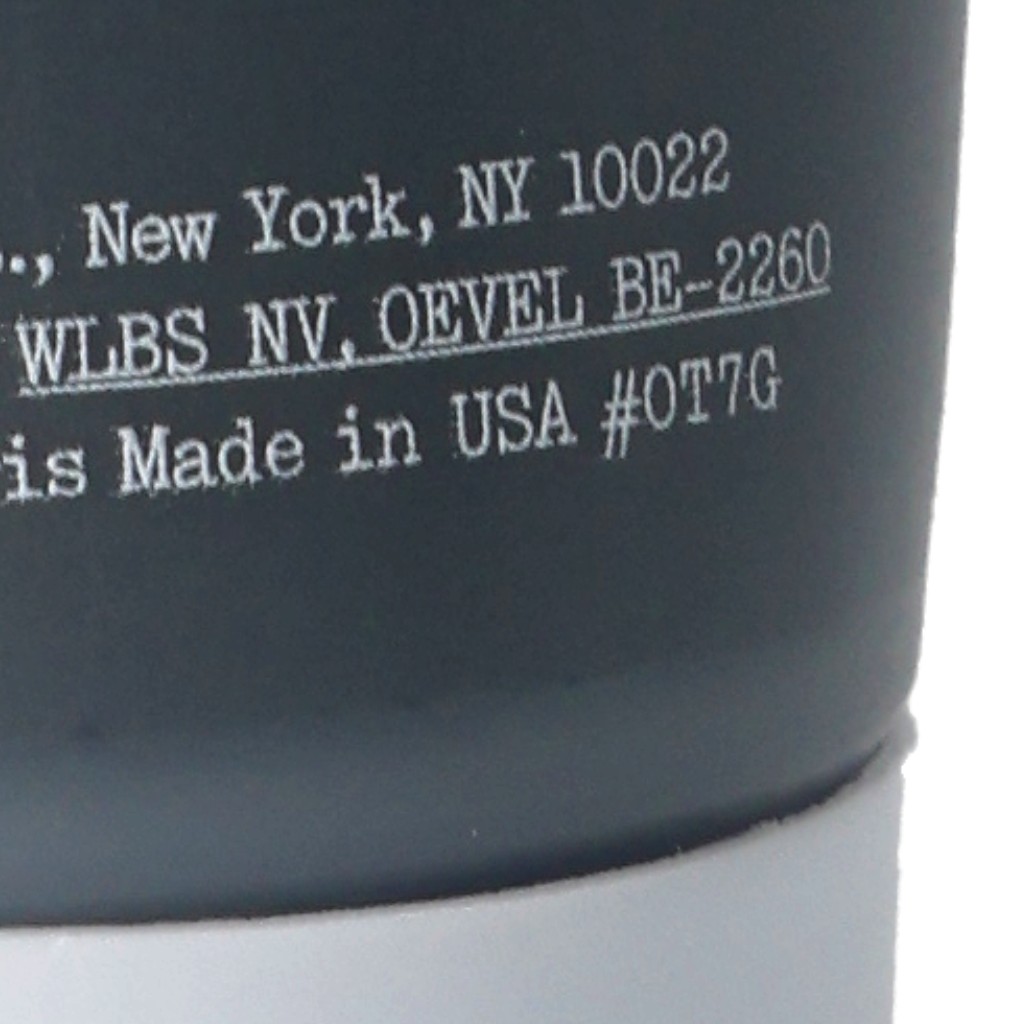 ., New York, NY 10022
WLBS NV, OEVEL BE-2260
is Made in USA #0T7G